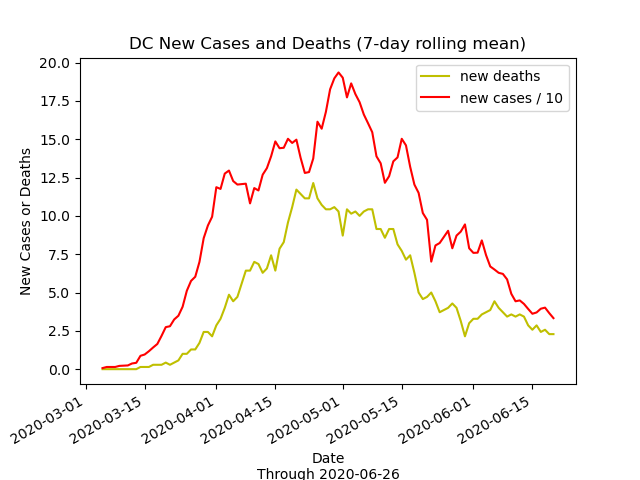 DC New Cases and Deaths (7-day rolling mean)
new deaths
new cases / 10
New Cases or Deaths
20.0
17.5
15.0
12.5
10.0
7.5
5.0
2.5
0.0
2020-03-01
2020-03-15
2020-04-01
2020-04-15
2020-05-01
2020-05-15
2020-06-01
2020-06-15
Date
Through 2020-06-26